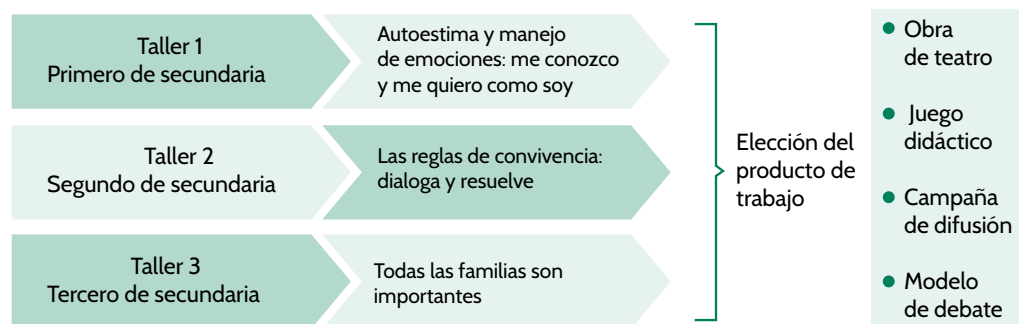 Taller 1
Primero de secundaria
Autoestima y manejo
de emociones: me conozco
y me quiero como soy
Taller 2
Segundo de secundaria
Las reglas de convivencia:
dialoga y resuelve
Taller 3
Tercero de secundaria
Todas las familias son
importantes
Elección del
producto de
trabajo
Obra
de teatro
Juego
didáctico
Campaña
de difusión
Modelo
de debate